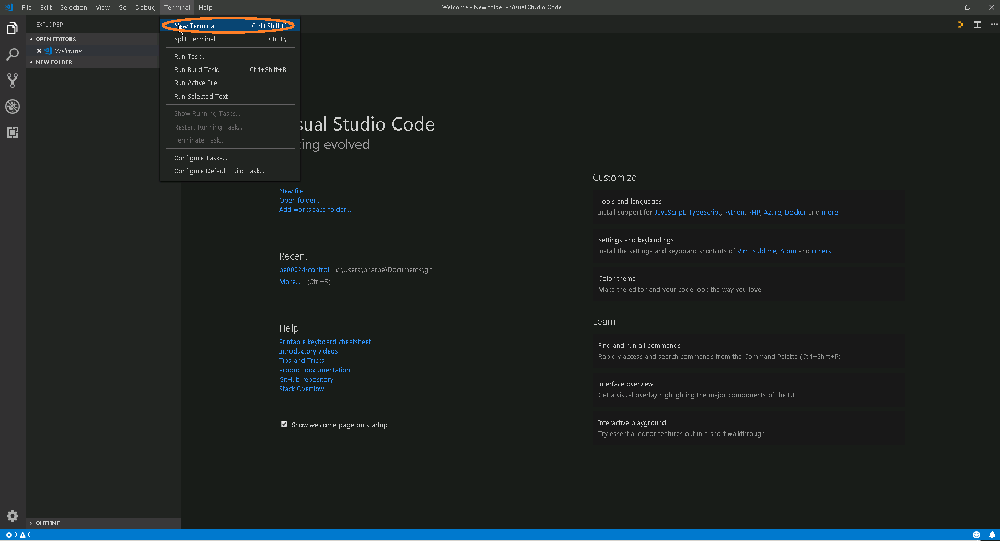 File Edit Selection View Go Debug Terminal Help
Welcome - New folder - Visual Studio Code
EXPLORER
OPEN EDITORS
Welcome
NEW FOLDER
New Terminal Ctrl+Shift+
Split Terminal Ctrl+\
Run Task...
Run Build Task... Ctrl+Shift+B
Run Active File
Run Selected Text
Show Running Tasks...
Restart Running Task...
Terminate Task...
Configure Tasks...
Configure Default Build Task...
sual Studio Code
ing evolved
New file
Open folder...
Add workspace folder...
Recent
pe00024-control c:\Users\pharpe\Documents\git
More... (Ctrl+R)
Help
Printable keyboard cheatsheet
Introductory videos
Tips and Tricks
Product documentation
GitHub repository
Stack Overflow
Show welcome page on startup
Customize
Tools and languages
Install support for JavaScript, TypeScript, Python, PHP, Azure, Docker and more
Settings and keybindings
Install the settings and keyboard shortcuts of Vim, Sublime, Atom and others
Color theme
Make the editor and your code look the way you love
Learn
Find and run all commands
Rapidly access and search commands from the Command Palette (Ctrl+Shift+P)
Interface overview
Get a visual overlay highlighting the major components of the UI
Interactive playground
Try essential editor features out in a short walkthrough
OUTLINE
0 0